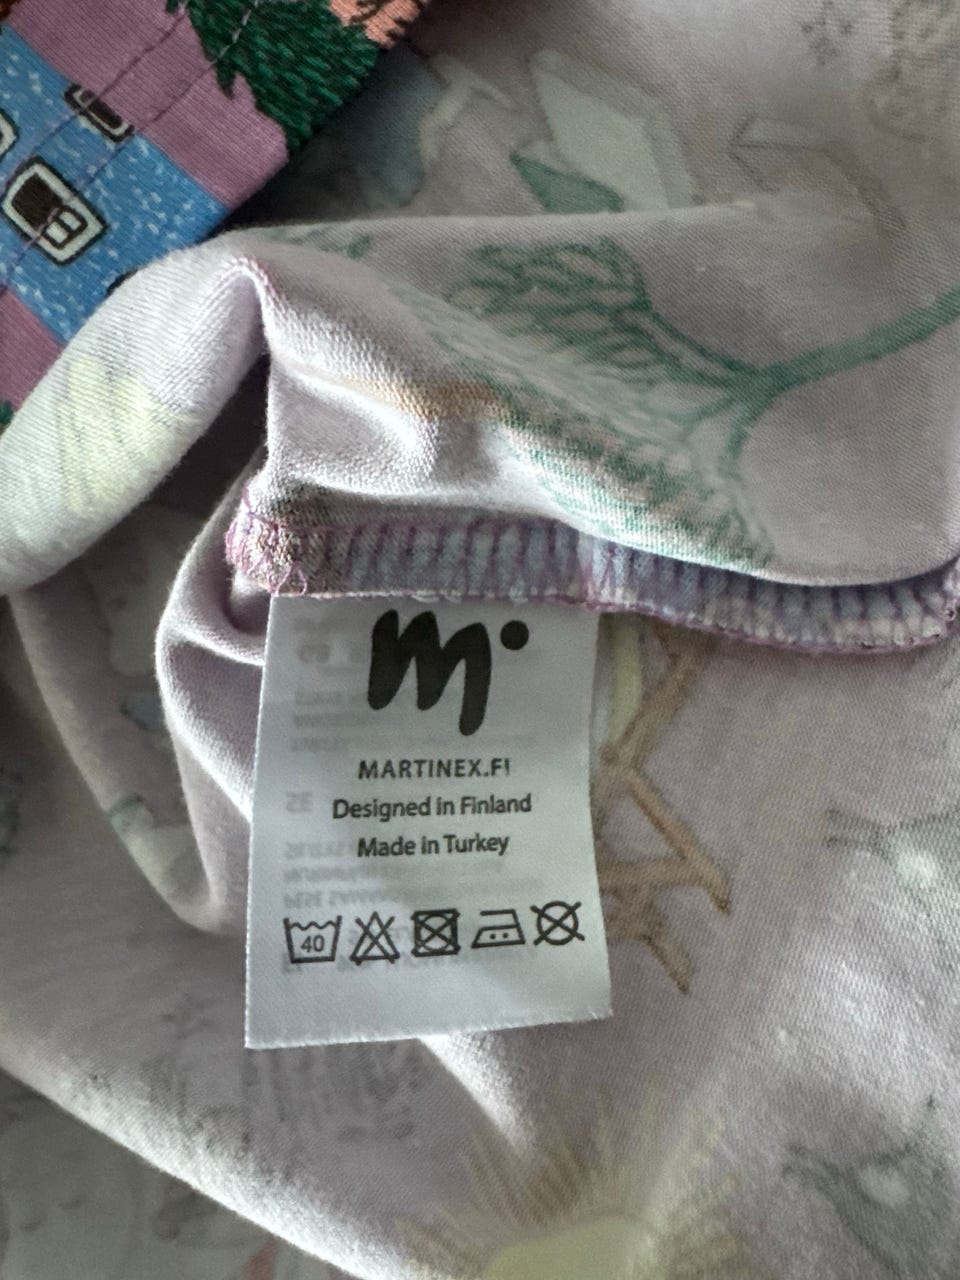 m
MARTINEX.FI
Designed in Finland
Made in Turkey
40